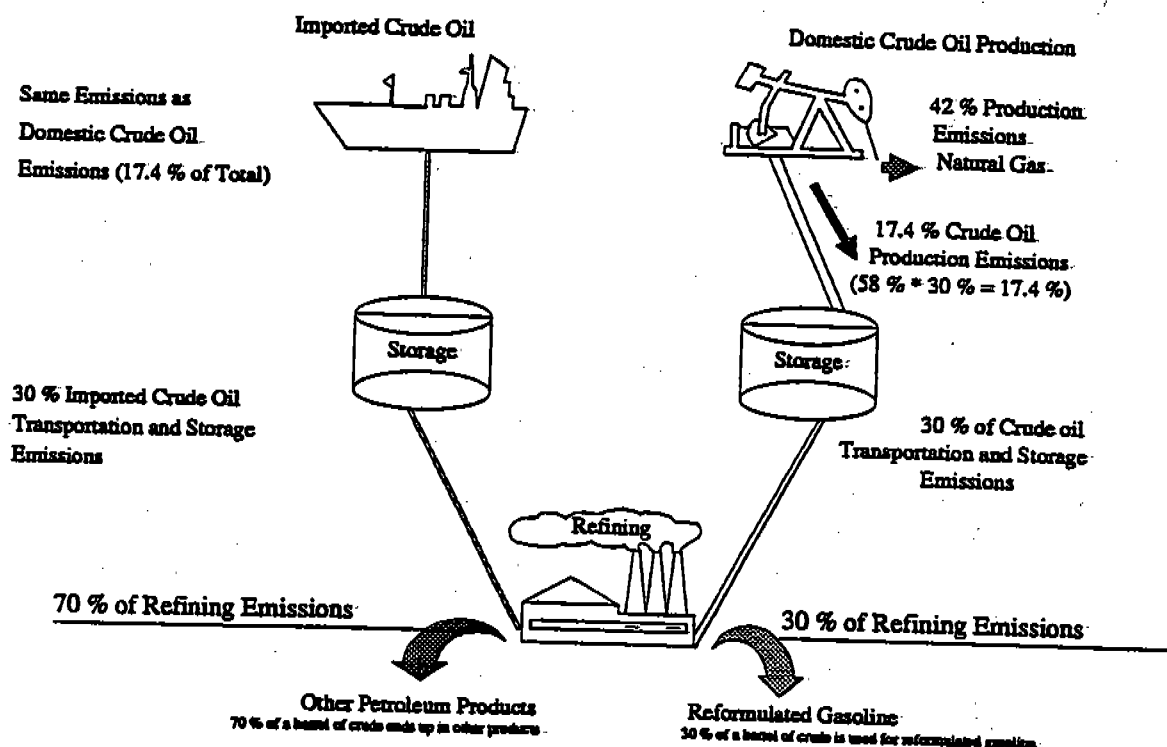 Imported Crude Oil
Domestic Crude Oil Production
Same Emissions as
Domestic Crude Oil
Emissions (17.4 % of Total)
42 % Production
Emissions
Natural Gas
17.4 % Crude Oil
Production Emissions
(58 % * 30 % = 17.4 %)
Storage
Storage
30 % Imported Crude Oil
Transportation and Storage
Emissions
30 % of Crude oil
Transportation and Storage
Emissions
Refining
70 % of Refining Emissions
30 % of Refining Emissions
Other Petroleum Products
70 % of a barrel of crude ends up in other products
Reformulated Gasoline
30 % of a barrel of crude is used for reformulated gasoline